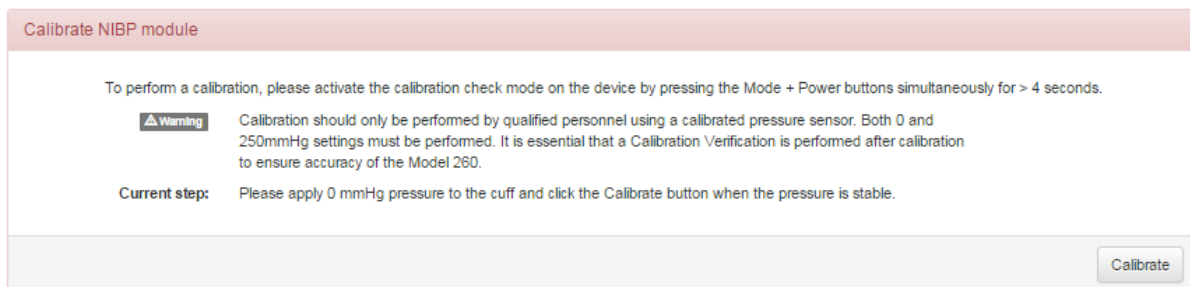 Calibrate NIBP module
To perform a calibration, please activate the calibration check mode on the device by pressing the Mode + Power buttons simultaneously for > 4 seconds.
Warning Calibration should only be performed by qualified personnel using a calibrated pressure sensor. Both 0 and
250mmHg settings must be performed. It is essential that a Calibration Verification is performed after calibration
to ensure accuracy of the Model 260.
Current step: Please apply 0 mmHg pressure to the cuff and click the Calibrate button when the pressure is stable.
Calibrate